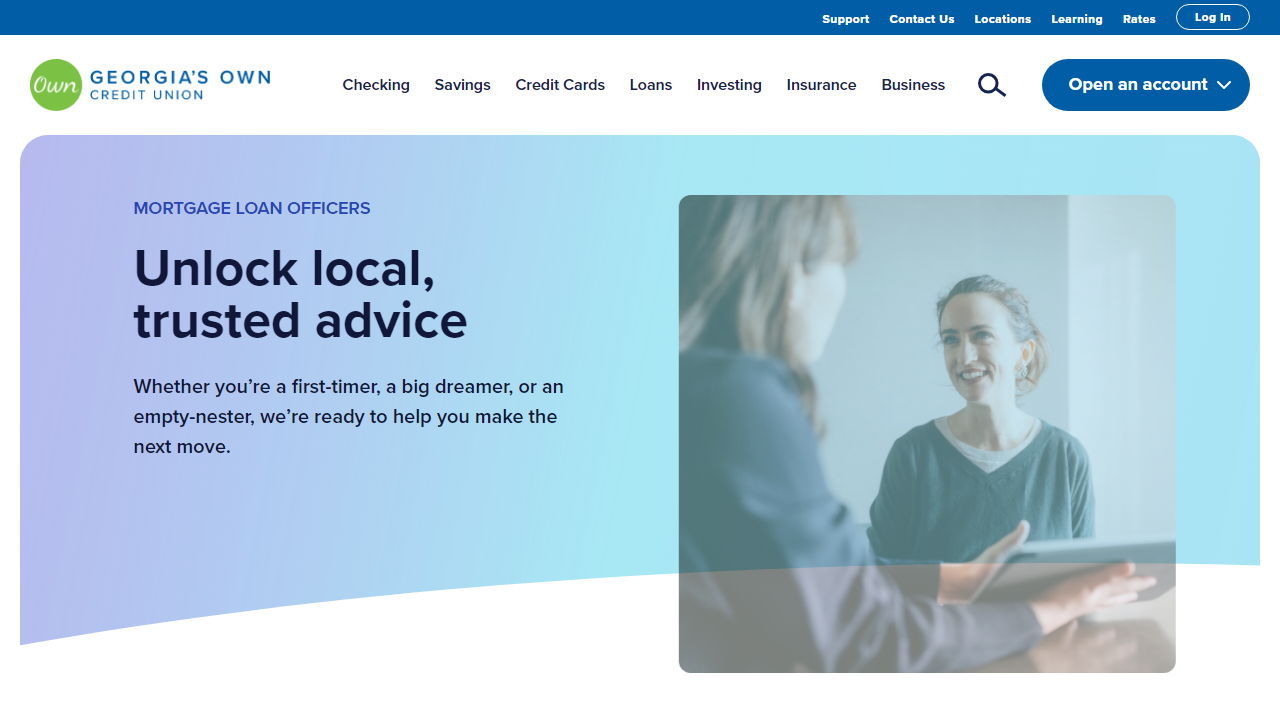 Support Contact Us Locations Learning Rates Log In
Own GEORGIA'S OWN
CREDIT UNION
Checking Savings Credit Cards Loans Investing Insurance Business Open an account
MORTGAGE LOAN OFFICERS
Unlock local,
trusted advice
Whether you’re a first-timer, a big dreamer, or an
empty-nester, we’re ready to help you make the
next move.